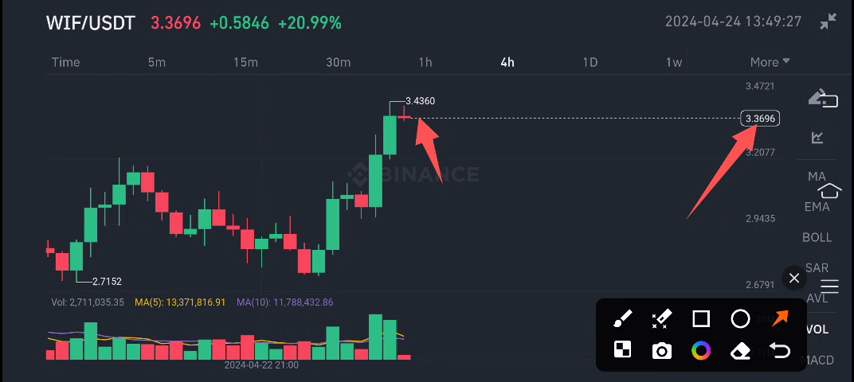 WIF/USDT 3.3696 +0.5846 +20.99% 2024-04-24 13:49:27
Time 5m 15m 30m 1h 4h 1D 1w More
3.4721
3.4360
3.3696
3.2077
BINANCE
MA
EMA
2.9435
BOLL
SAR
2.7152
2.6791
AVL
Vol: 2,711,035.35 MA(5): 13,371,816.91 MA(10): 11,788,432.86
VOL
MACD
2024-04-22 21:00